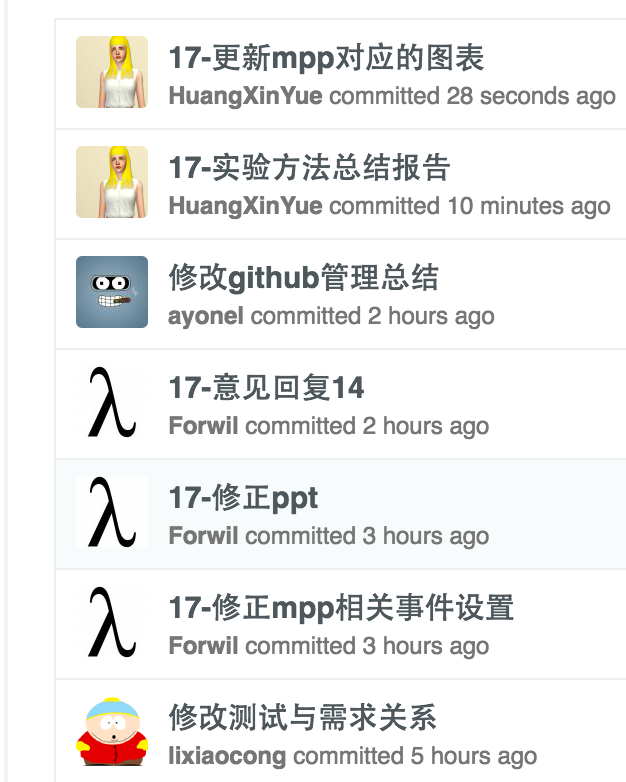 17-更新mpp对应的图表
HuangXinYue committed 28 seconds ago
17-实验方法总结报告
HuangXinYue committed 10 minutes ago
修改github管理总结
ayonel committed 2 hours ago
17-意见回复14
Forwil committed 2 hours ago
17-修正ppt
Forwil committed 3 hours ago
17-修正mpp相关事件设置
Forwil committed 3 hours ago
修改测试与需求关系
lixiaocong committed 5 hours ago